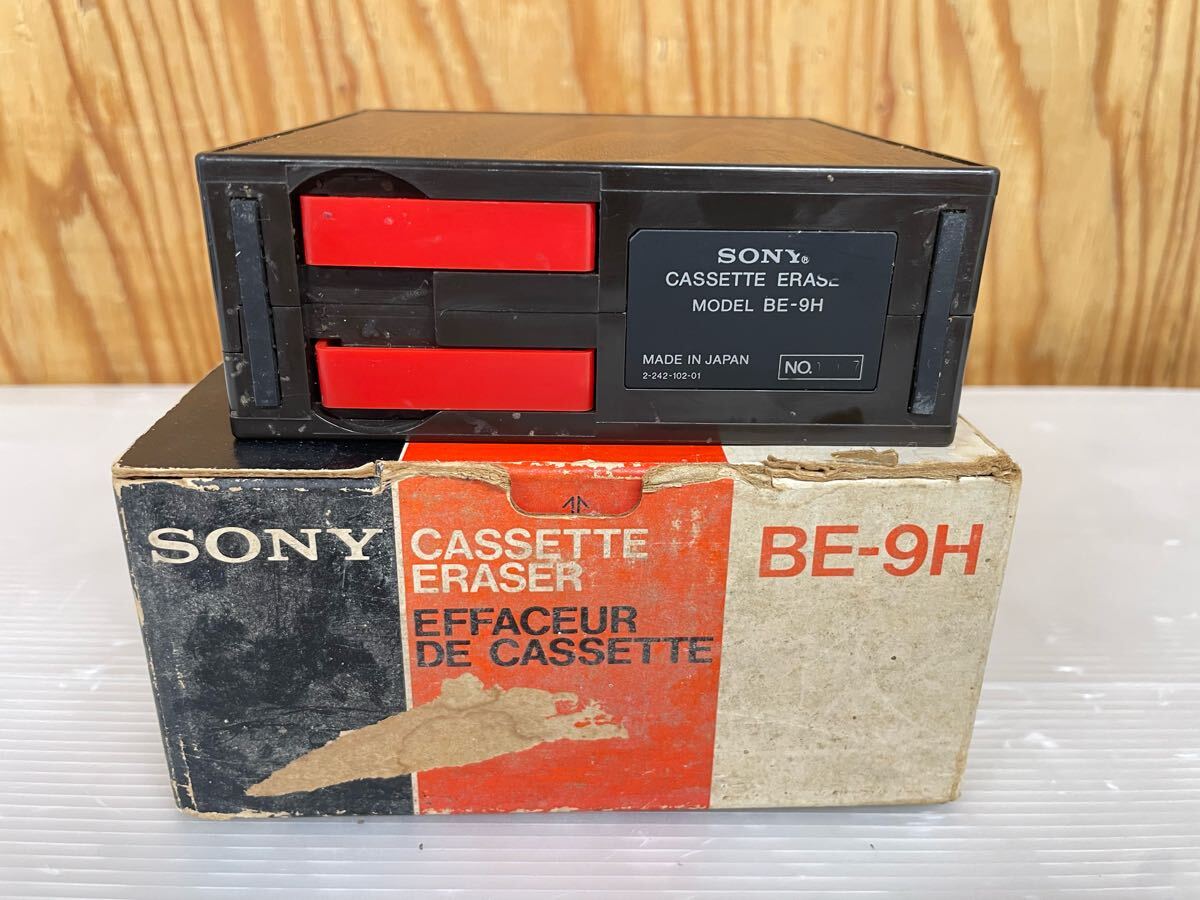 SONY®
CASSETTE ERASE
MODEL BE-9H
MADE IN JAPAN
2-242-102-01
NO.
SONY
CASSETTE
ERASER
EFFACEUR
DE CASSETTE
BE-9H